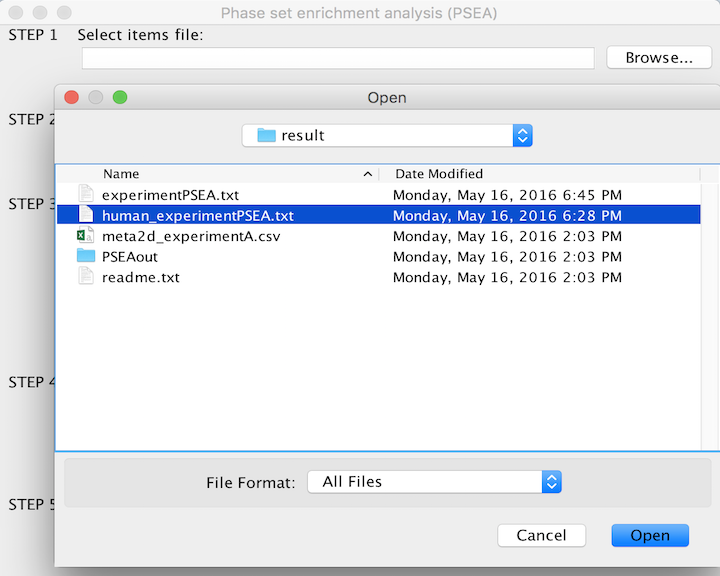 Phase set enrichment analysis (PSEA)
STEP 1 Select items file:
Browse...
Open
STEP 2
result
Name Date Modified
experimentPSEA.txt Monday, May 16, 2016 6:45 PM
STEP 3
human_experimentPSEA.txt Monday, May 16, 2016 6:28 PM
meta2d_experimentA.csv Monday, May 16, 2016 2:03 PM
PSEAout Monday, May 16, 2016 2:03 PM
readme.txt Monday, May 16, 2016 2:03 PM
STEP 4
File Format: All Files
STEP 5
Cancel Open